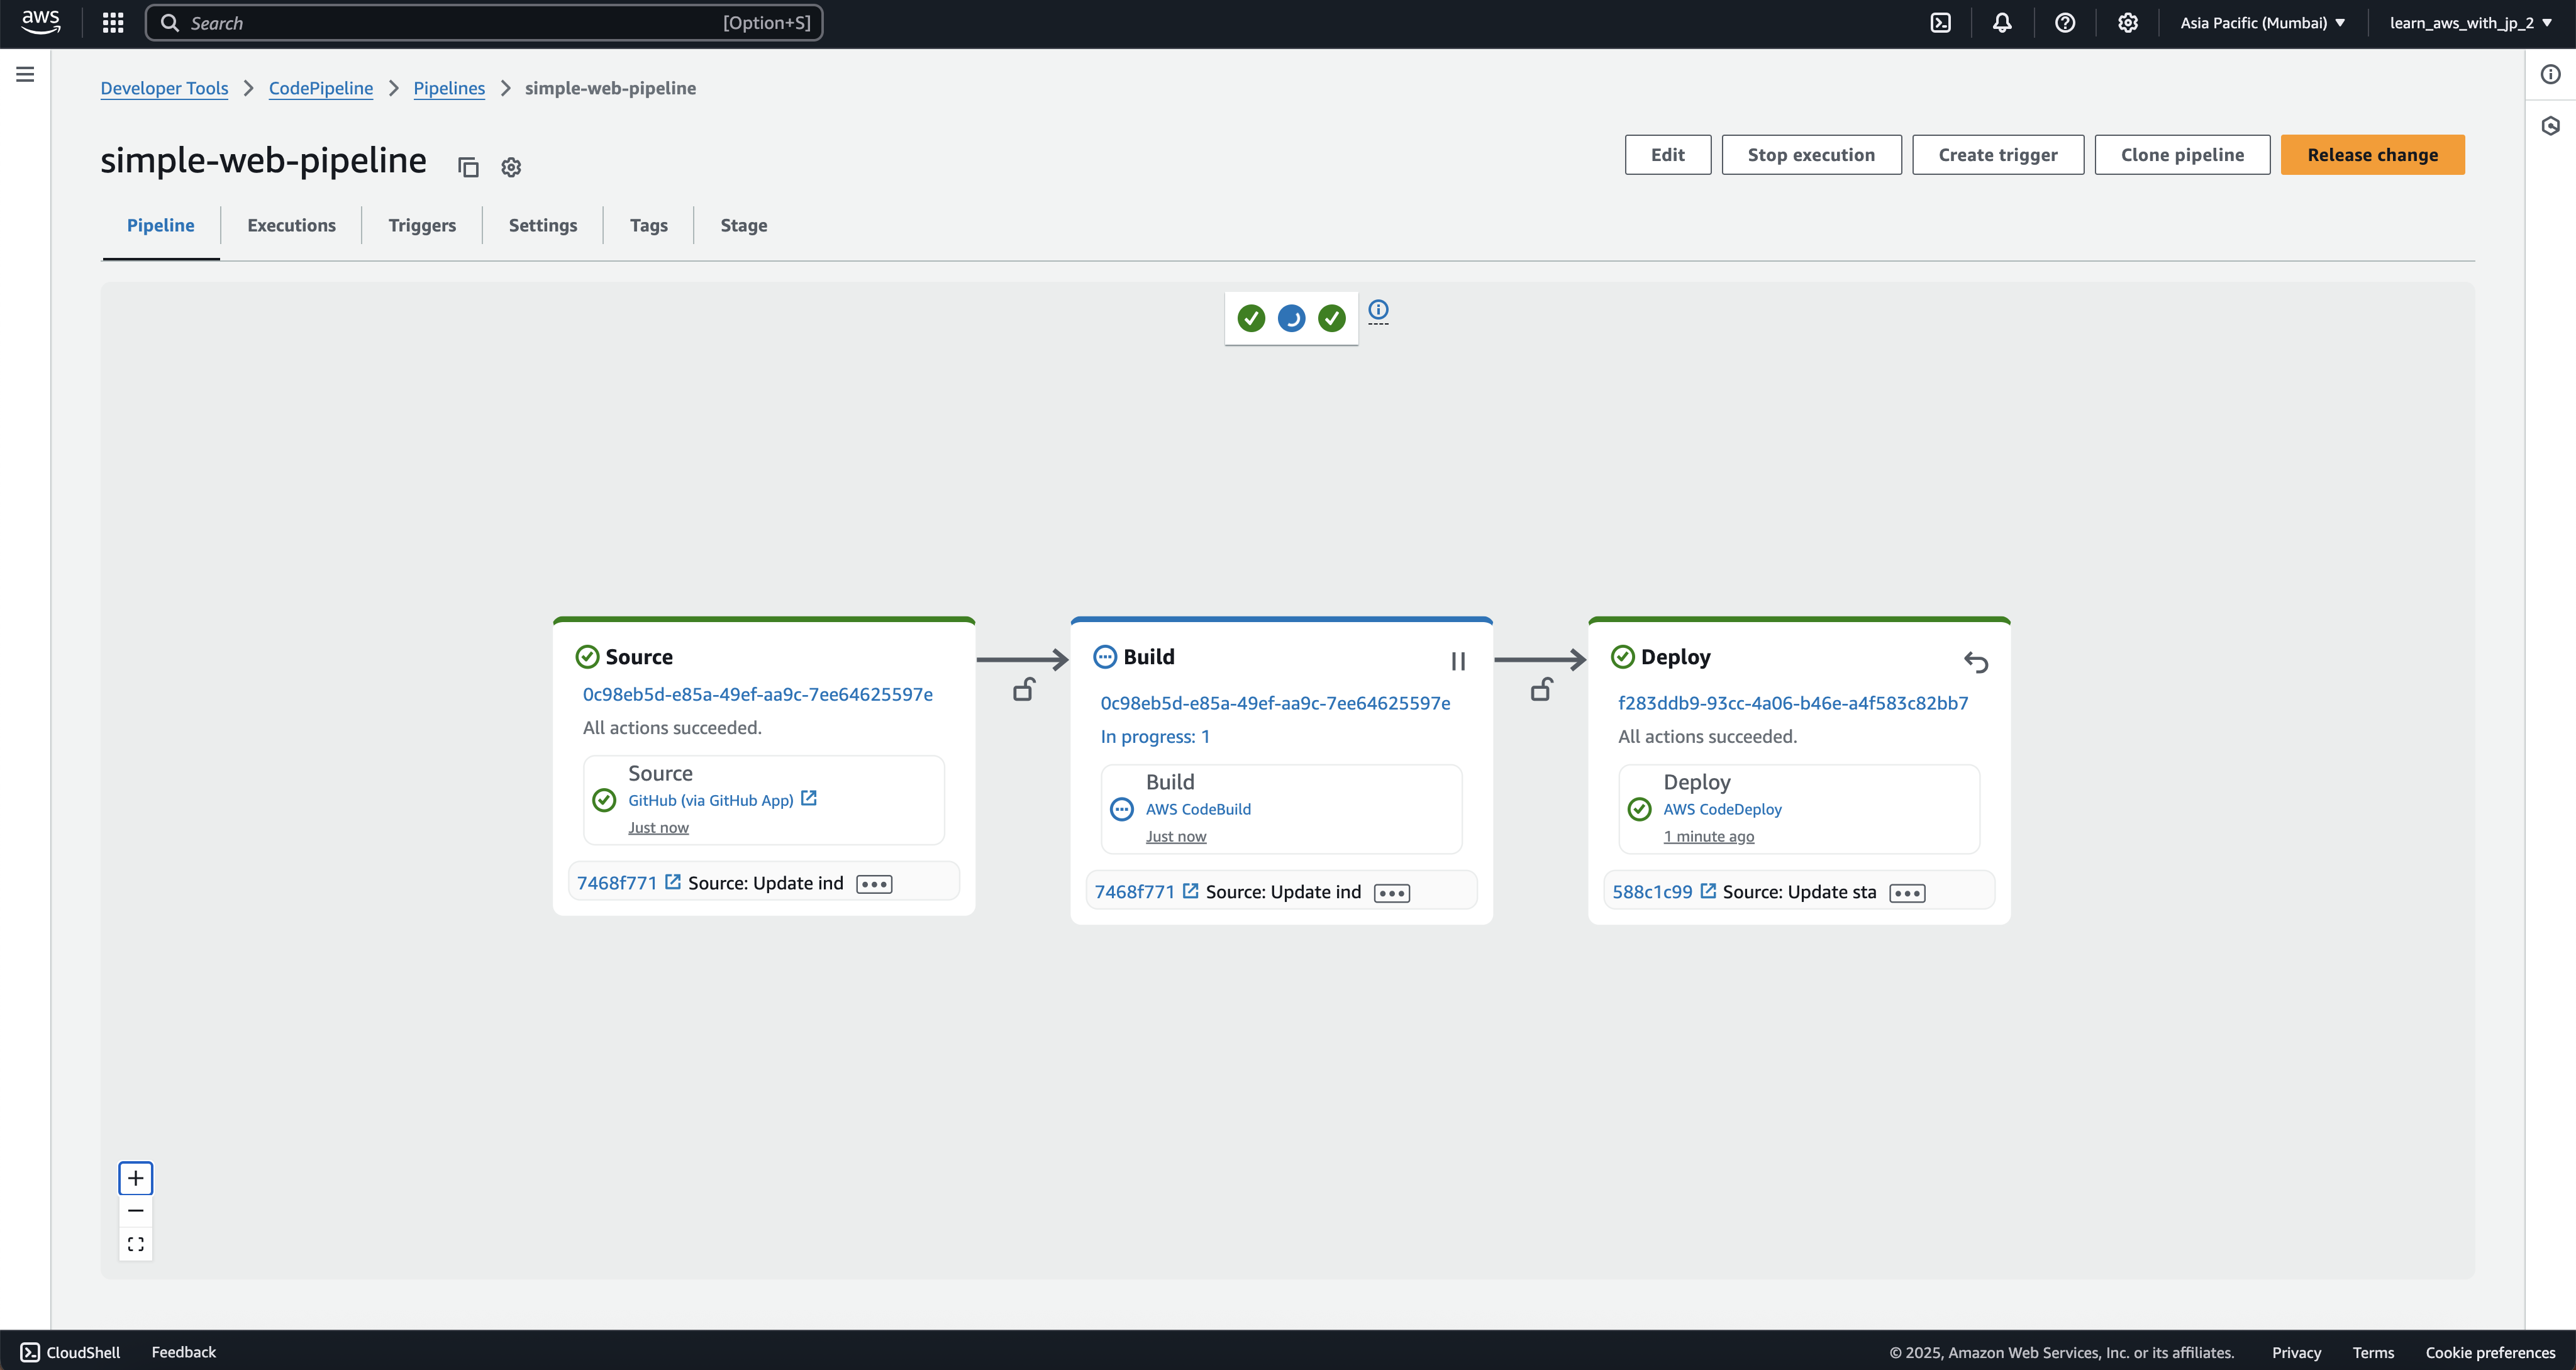 aws
Search [Option+S]
Asia Pacific (Mumbai)
learn_aws_with_jp_2
Developer Tools
CodePipeline
Pipelines
simple-web-pipeline
simple-web-pipeline
Edit
Stop execution
Create trigger
Clone pipeline
Release change
Pipeline
Executions
Triggers
Settings
Tags
Stage
Source
0c98eb5d-e85a-49ef-aa9c-7ee64625597e
All actions succeeded.
Source
GitHub (via GitHub App)
Just now
7468f771 Source: Update ind
Build
0c98eb5d-e85a-49ef-aa9c-7ee64625597e
In progress: 1
Build
AWS CodeBuild
Just now
7468f771 Source: Update ind
Deploy
f283ddb9-93cc-4a06-b46e-a4f583c82bb7
All actions succeeded.
Deploy
AWS CodeDeploy
1 minute ago
588c1c99 Source: Update sta
CloudShell
Feedback
© 2025, Amazon Web Services, Inc. or its affiliates.
Privacy
Terms
Cookie preferences